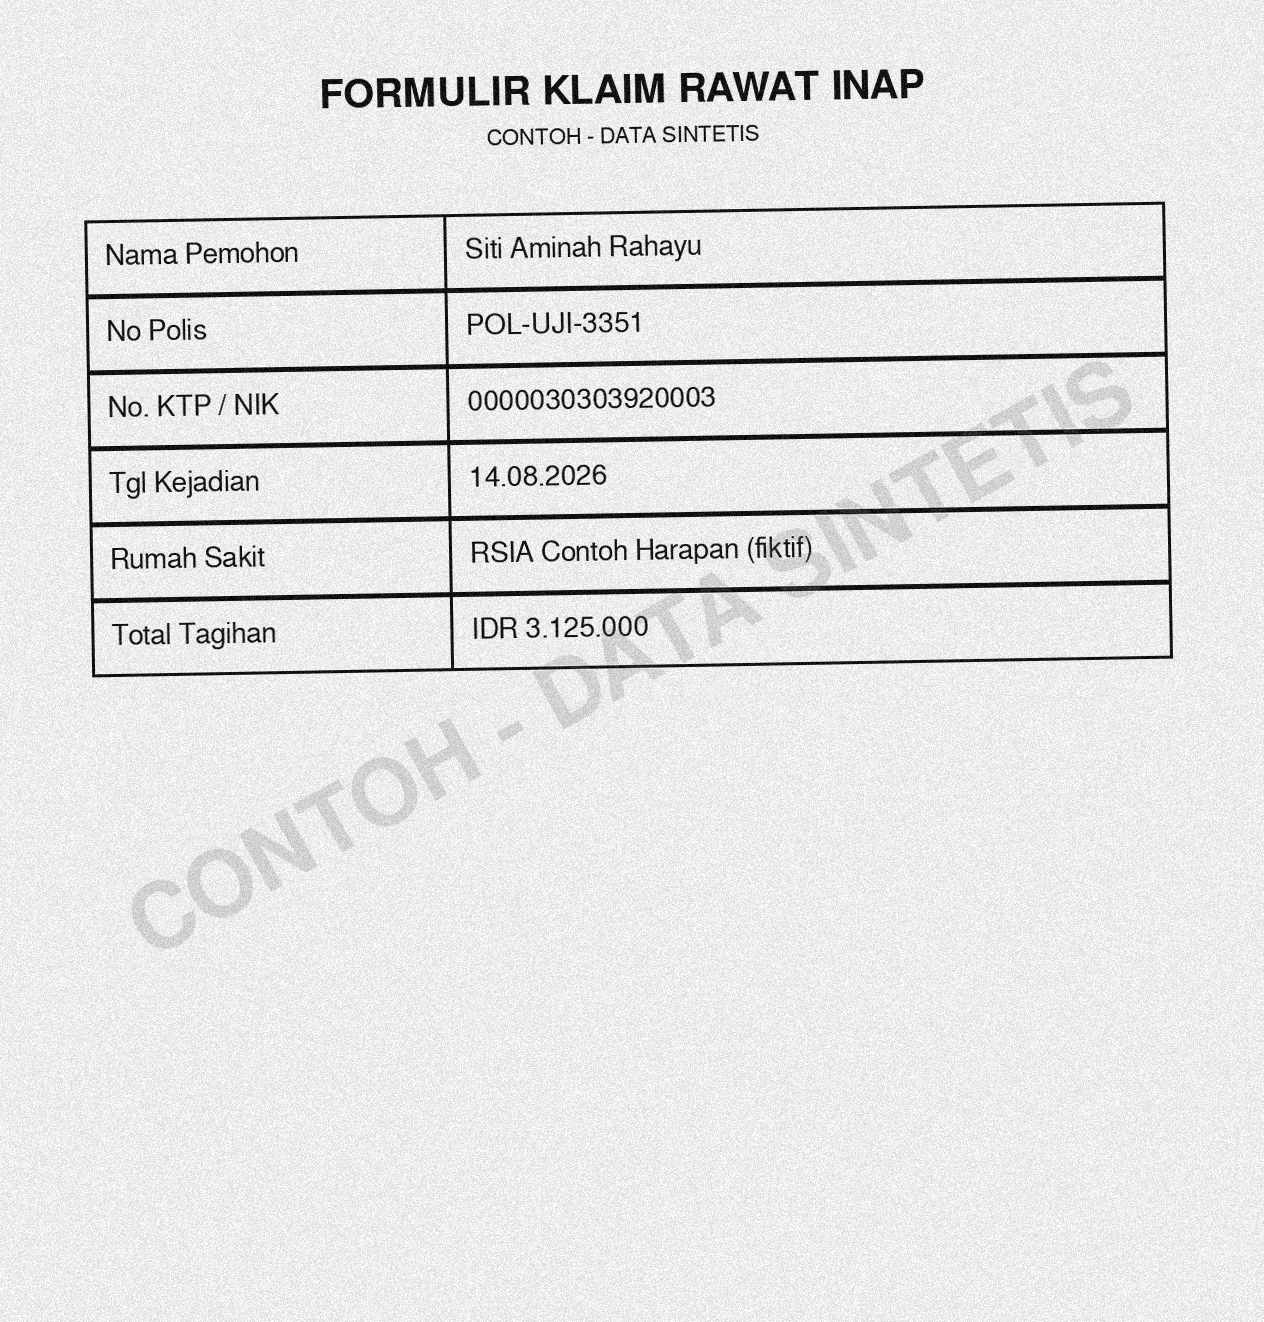 FORMULIR KLAIM RAWAT INAP
CONTOH - DATA SINTETIS
Nama Pemohon Siti Aminah Rahayu
No Polis POL-UJI-3351
No. KTP / NIK 0000030303920003
Tgl Kejadian 14.08.2026
Rumah Sakit RSIA Contoh Harapan (fiktif)
Total Tagihan IDR 3.125.000
CONTOH - DATA SINTETIS